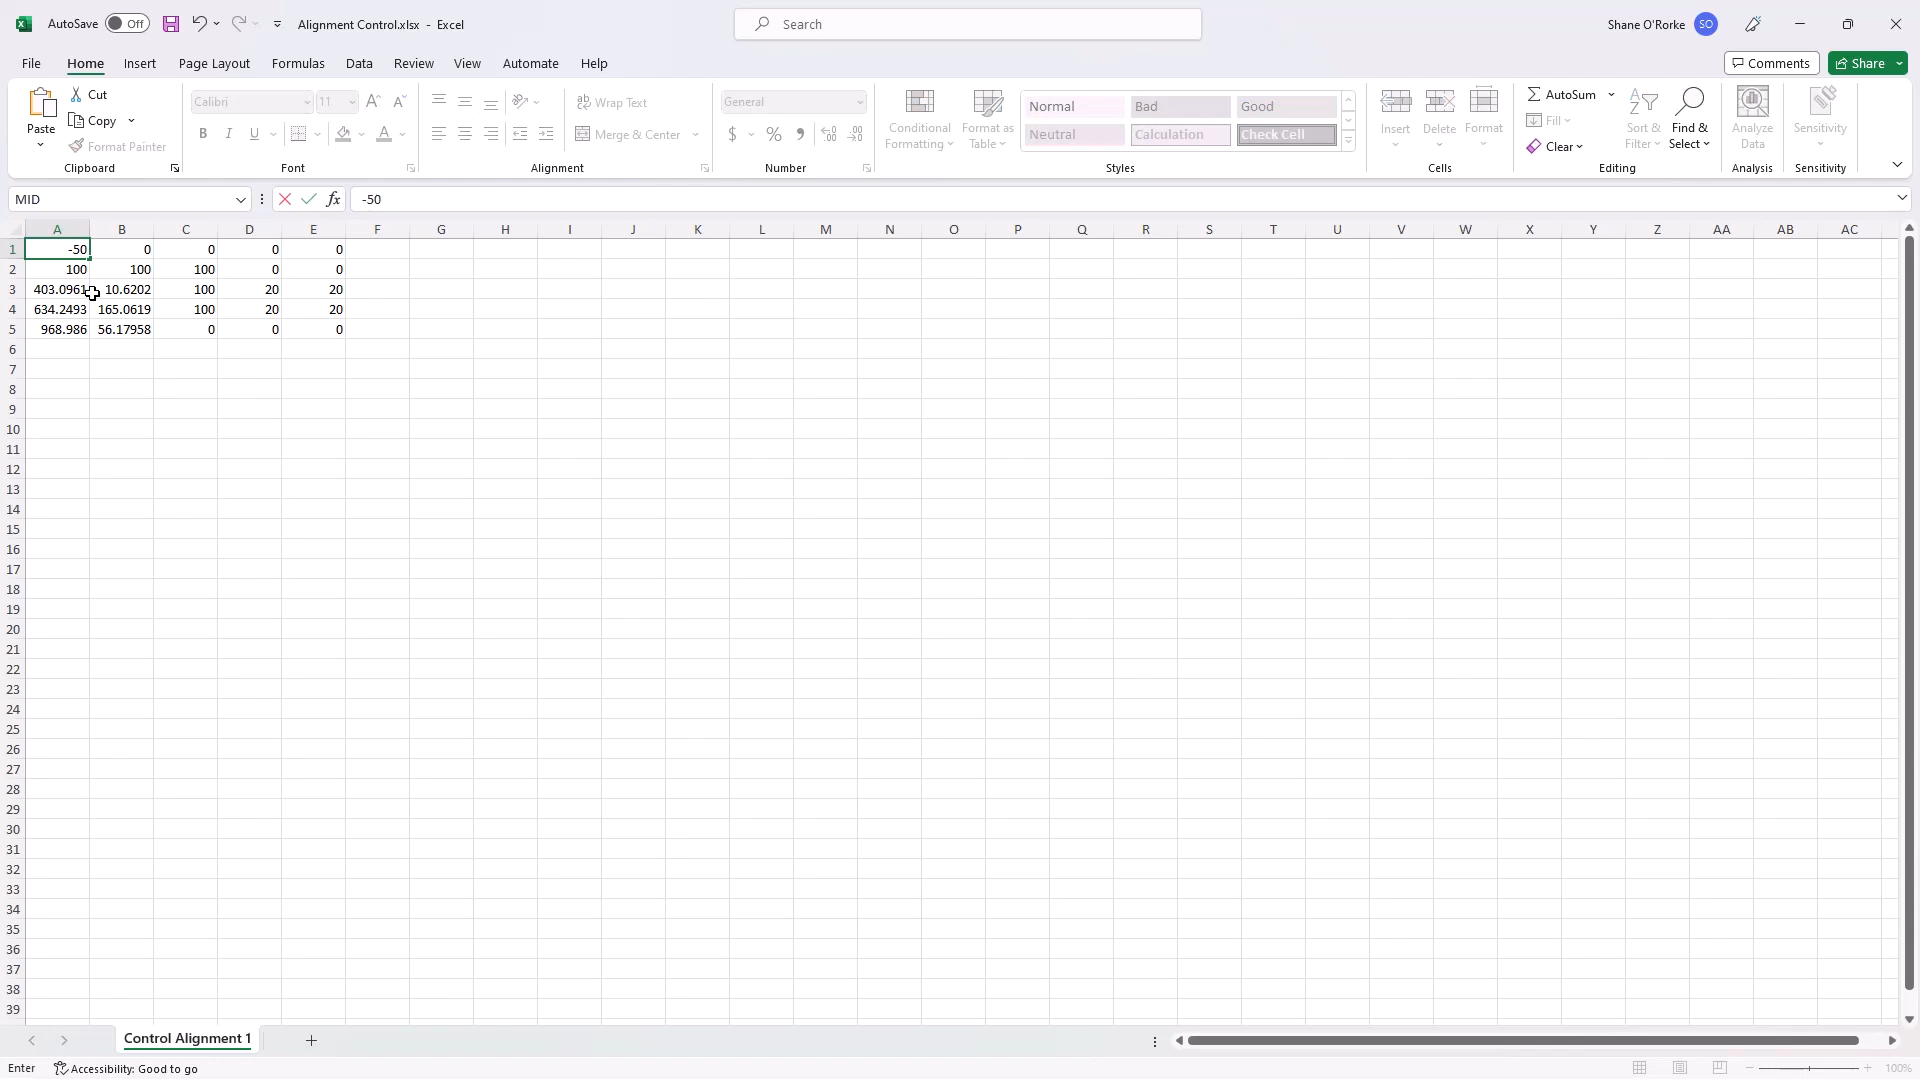 AutoSave Off Alignment Control.xlsx - Excel Search Shane O'Rorke SO
File Home Insert Page Layout Formulas Data Review View Automate Help Comments Share
Paste Cut Copy Format Painter Clipboard
Calibri 11 B I U Font
Wrap Text Merge & Center Alignment
General $ % , Number
Conditional Formatting Format as Table Normal Bad Good Neutral Calculation Check Cell Styles
Insert Delete Format Cells
AutoSum Fill Clear Sort & Filter Find & Select Editing
Analyze Data Analysis Sensitivity Sensitivity
MID fx -50
A B C D E F G H I J K L M N O P Q R S T U V W X Y Z AA AB AC
1 -50 0 0 0 0
2 100 100 100 0 0
3 403.0961 10.6202 100 20 20
4 634.2493 165.0619 100 20 20
5 968.986 56.17958 0 0 0
6
7
8
9
10
11
12
13
14
15
16
17
18
19
20
21
22
23
24
25
26
27
28
29
30
31
32
33
34
35
36
37
38
39
Control Alignment 1
Enter Accessibility: Good to go 100%